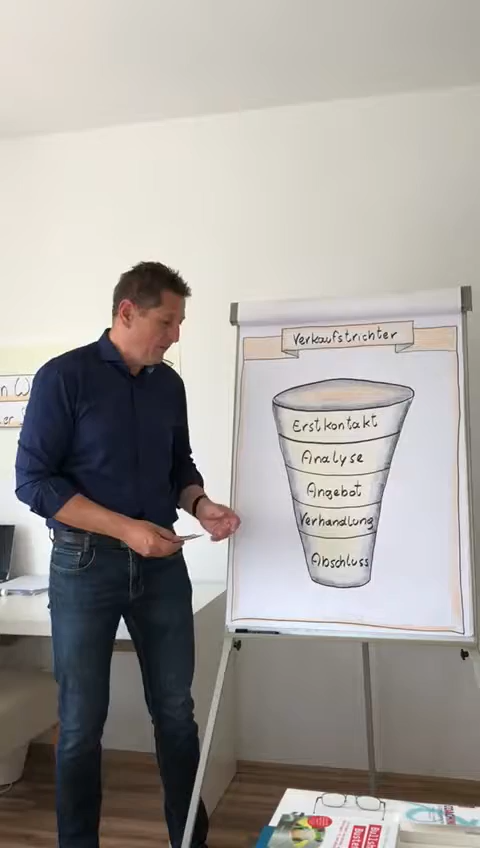 Verkaufstrichter
Erstkontakt
Analyse
Angebot
Verhandlung
Abschluss